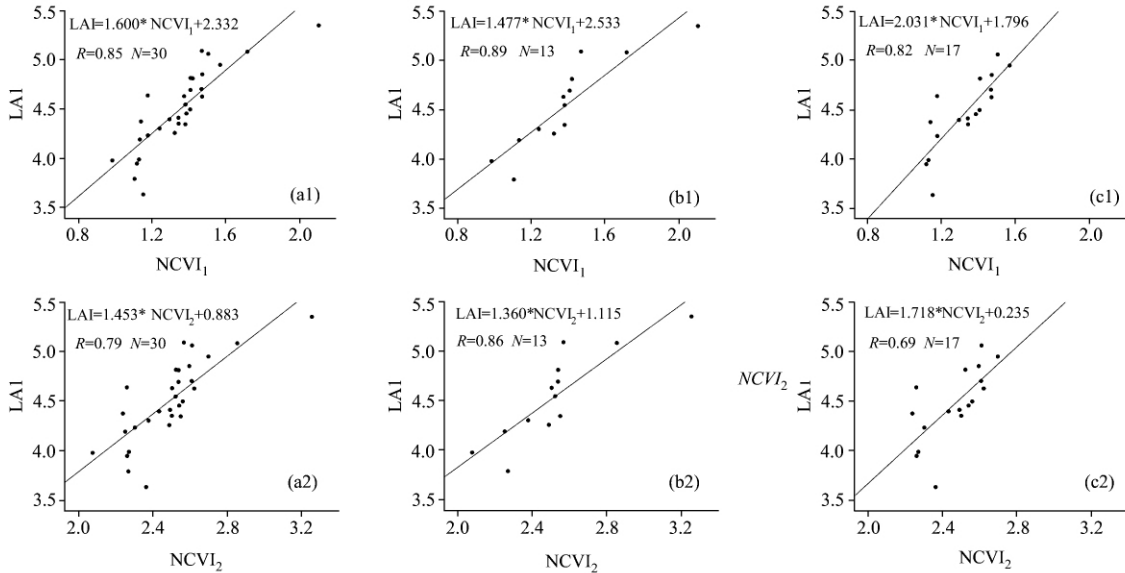 LAI=1.600* NCVI₁+2.332
R=0.85 N=30
5.5
5.0
4.5
4.0
3.5
LA1
(a1)
0.8 1.2 1.6 2.0
NCVI₁
LAI=1.477* NCVI₁+2.533
R=0.89 N=13
5.5
5.0
4.5
4.0
3.5
LA1
(b1)
0.8 1.2 1.6 2.0
NCVI₁
LAI=2.031* NCVI₁+1.796
R=0.82 N=17
5.5
5.0
4.5
4.0
3.5
LA1
(c1)
0.8 1.2 1.6 2.0
NCVI₁
LAI=1.453* NCVI₂+0.883
R=0.79 N=30
5.5
5.0
4.5
4.0
3.5
LA1
(a2)
2.0 2.4 2.8 3.2
NCVI₂
LAI=1.360*NCVI₂+1.115
R=0.86 N=13
5.5
5.0
4.5
4.0
3.5
LA1
(b2)
2.0 2.4 2.8 3.2
NCVI₂
NCVI₂
LAI=1.718*NCVI₂+0.235
R=0.69 N=17
5.5
5.0
4.5
4.0
3.5
LA1
(c2)
2.0 2.4 2.8 3.2
NCVI₂